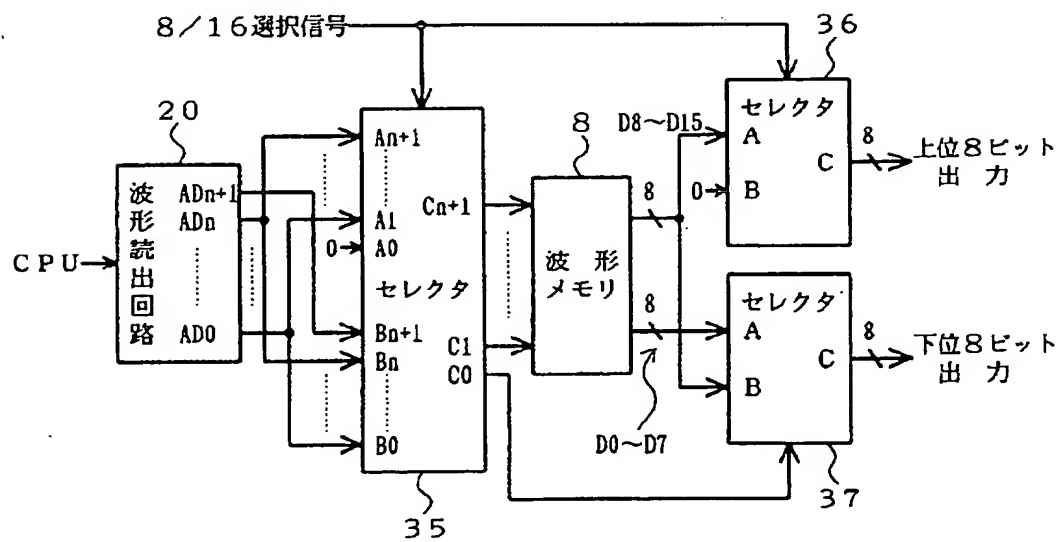 8/16選択信号
36
セレクタ
A
B
C
8
上位8ビット
出力
D8～D15
0
20
波形読出回路
ADn+1
ADn
AD0
CPU
An+1
A1
0
A0
セレクタ
Bn+1
Bn
B0
Cn+1
C1
C0
35
8
波形
メモリ
8
8
D0～D7
セレクタ
A
B
C
8
下位8ビット
出力
37